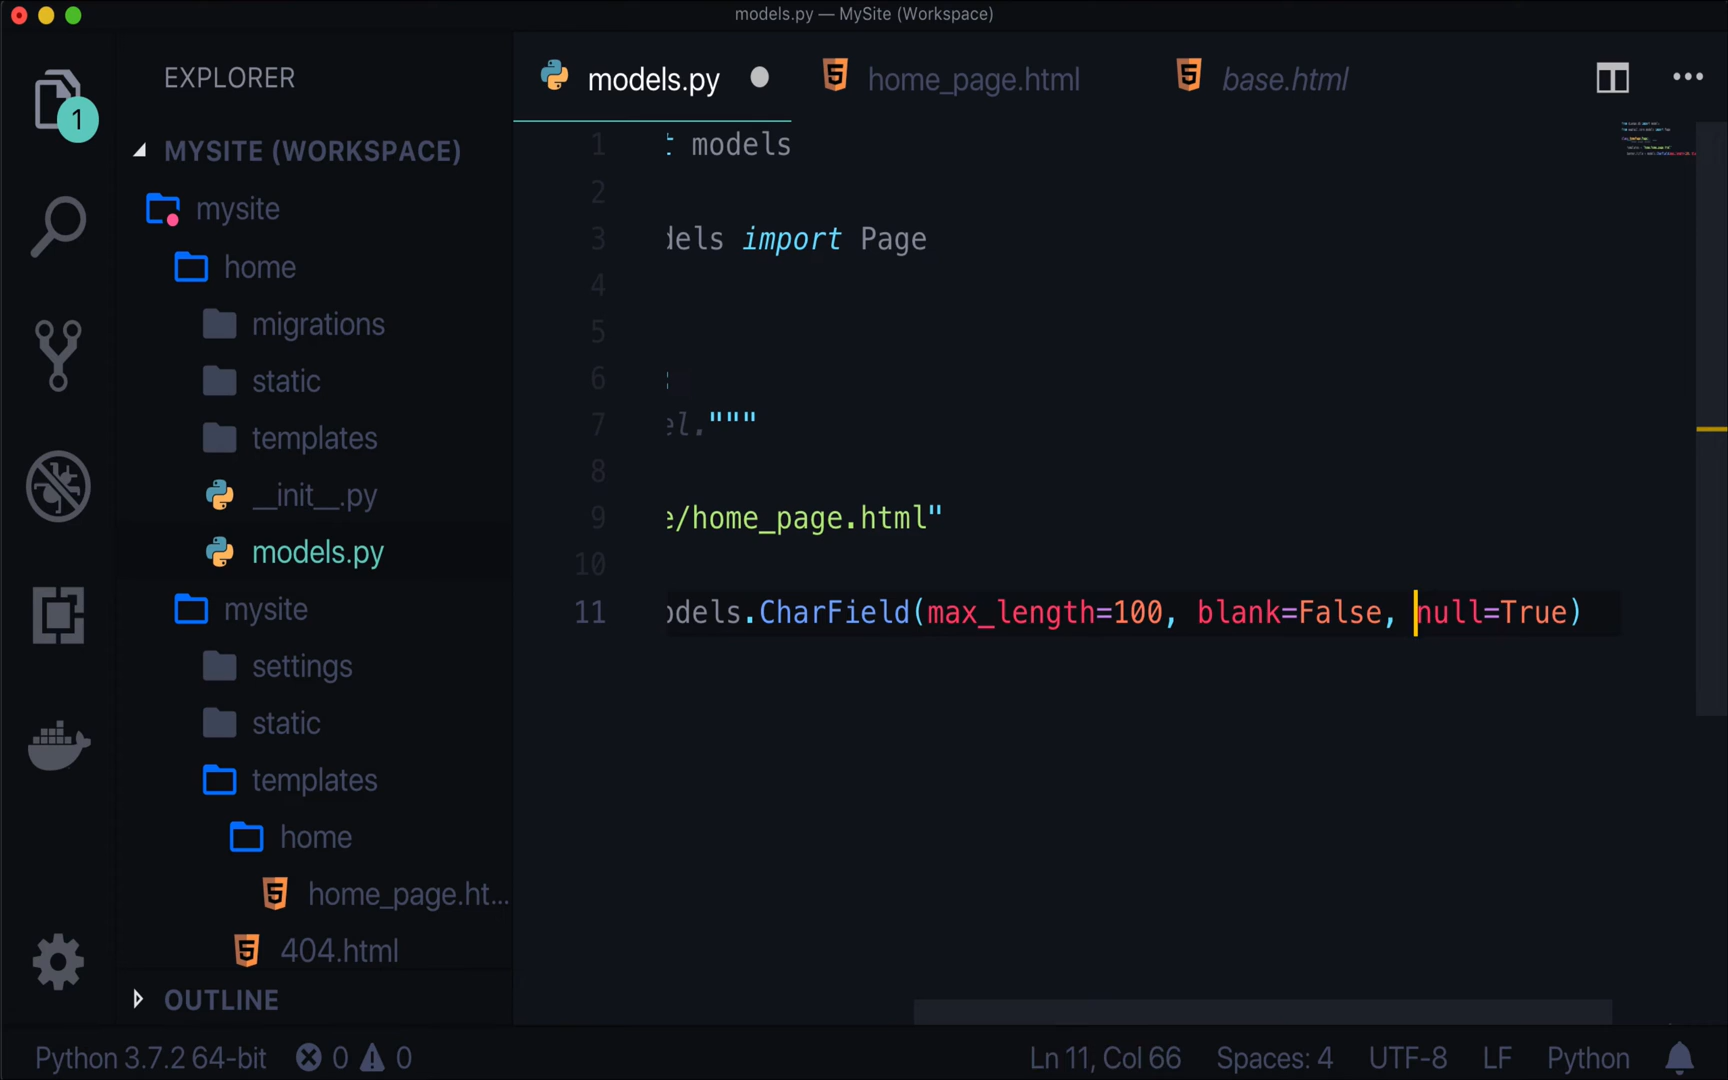 models.py — MySite (Workspace)
EXPLORER
models.py
home_page.html
base.html
1
MYSITE (WORKSPACE)
mysite
home
migrations
static
templates
__init__.py
models.py
mysite
settings
static
templates
home
home_page.ht...
404.html
OUTLINE
1 t models
2
3 dels import Page
4
5
6 :
7 el."""
8
9 e/home_page.html"
10
11 odels.CharField(max_length=100, blank=False, null=True)
Python 3.7.2 64-bit 0 0 Ln 11, Col 66 Spaces: 4 UTF-8 LF Python